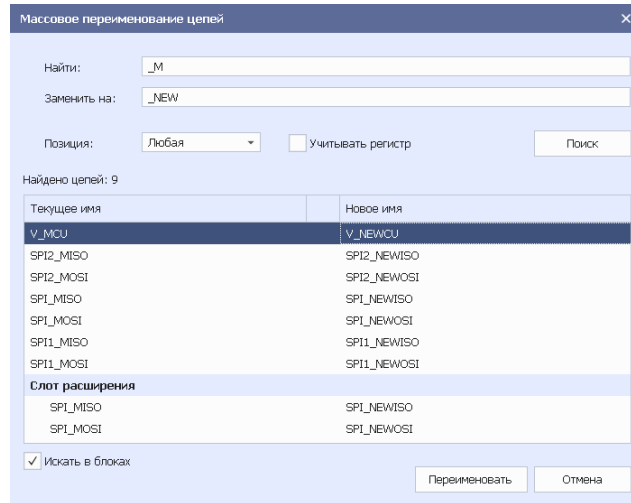 Массовое переименование цепей
Найти: _M
Заменить на: _NEW
Позиция: Любая Учитывать регистр Поиск
Найдено цепей: 9
Текущее имя Новое имя
V_MCU V_NEWCU
SPI2_MISO SPI2_NEWISO
SPI2_MOSI SPI2_NEWOSI
SPI_MISO SPI_NEWISO
SPI_MOSI SPI_NEWOSI
SPI1_MISO SPI1_NEWISO
SPI1_MOSI SPI1_NEWOSI
Слот расширения
SPI_MISO SPI_NEWISO
SPI_MOSI SPI_NEWOSI
Искать в блоках
Переименовать Отмена